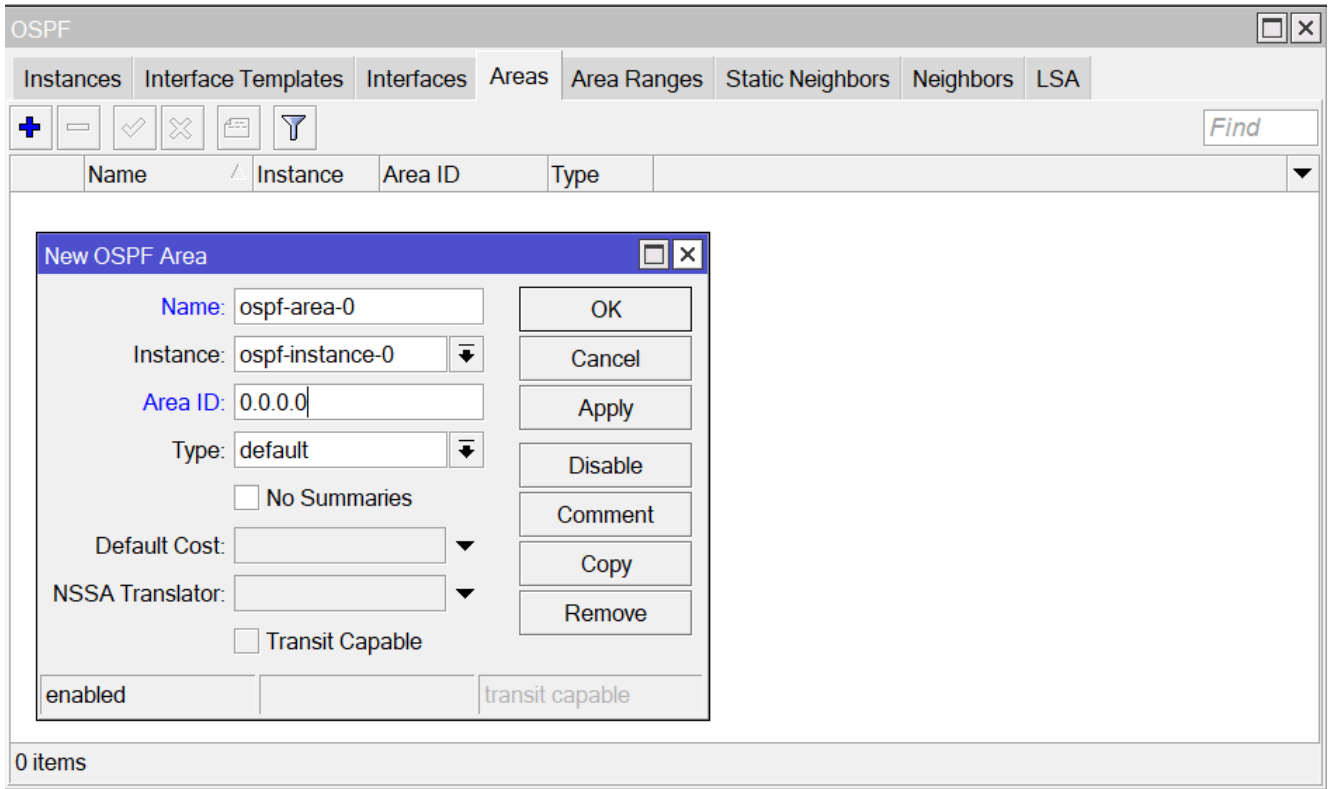 OSPF
Instances Interface Templates Interfaces Areas Area Ranges Static Neighbors Neighbors LSA
Find
Name Instance Area ID Type
New OSPF Area
Name: ospf-area-0 OK
Instance: ospf-instance-0 Cancel
Area ID: 0.0.0.0 Apply
Type: default Disable
No Summaries Comment
Default Cost: Copy
NSSA Translator: Remove
Transit Capable
enabled transit capable
0 items